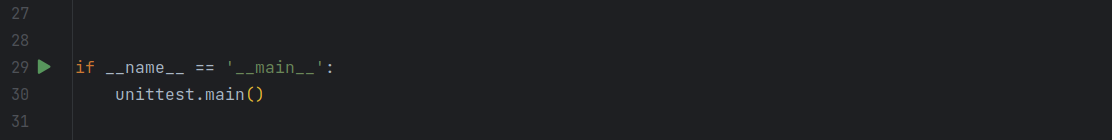 27
28
29 if __name__ == '__main__':
30     unittest.main()
31